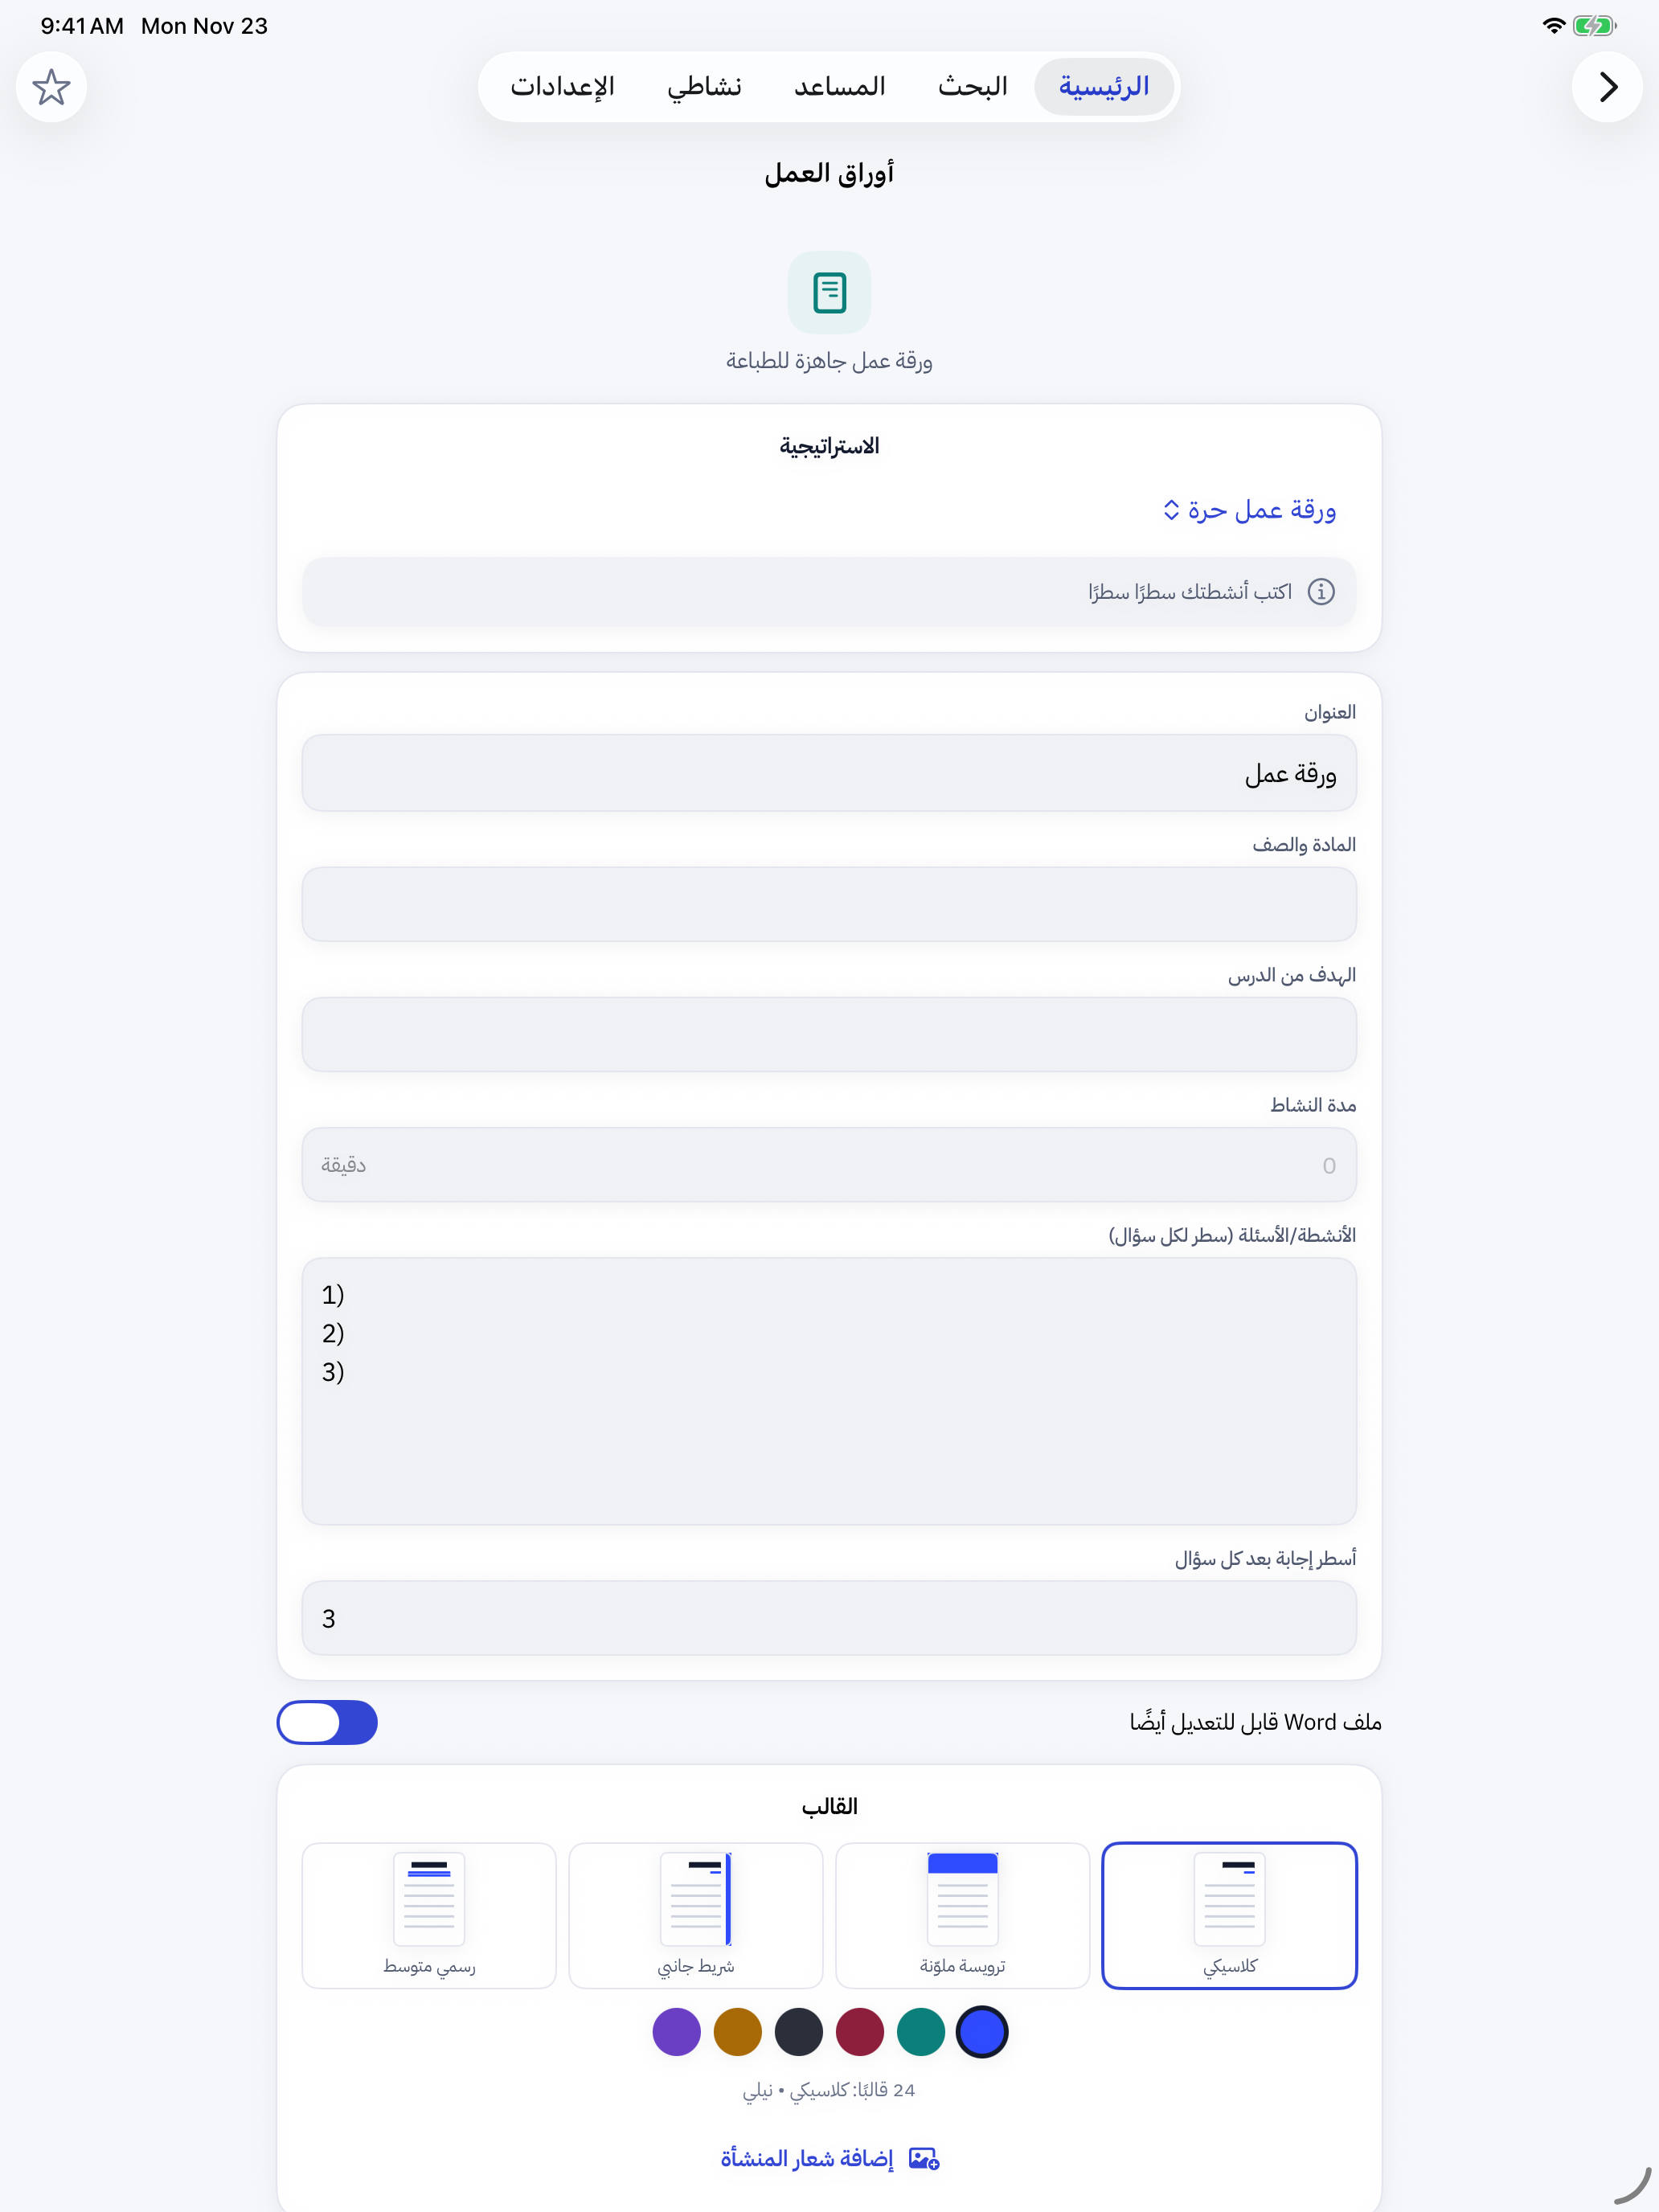 9:41 AM Mon Nov 23
الرئيسية البحث المساعد نشاطي الإعدادات
أوراق العمل
ورقة عمل جاهزة للطباعة
الاستراتيجية
ورقة عمل حرة
اكتب أنشطتك سطرًا سطرًا
العنوان
ورقة عمل
المادة والصف
الهدف من الدرس
مدة النشاط
0 دقيقة
الأنشطة/الأسئلة (سطر لكل سؤال)
1)
2)
3)
أسطر إجابة بعد كل سؤال
3
ملف Word قابل للتعديل أيضًا
القالب
كلاسيكي ترويسة ملوّنة شريط جانبي رسمي متوسط
24 قالبًا: كلاسيكي • نيلي
إضافة شعار المنشأة